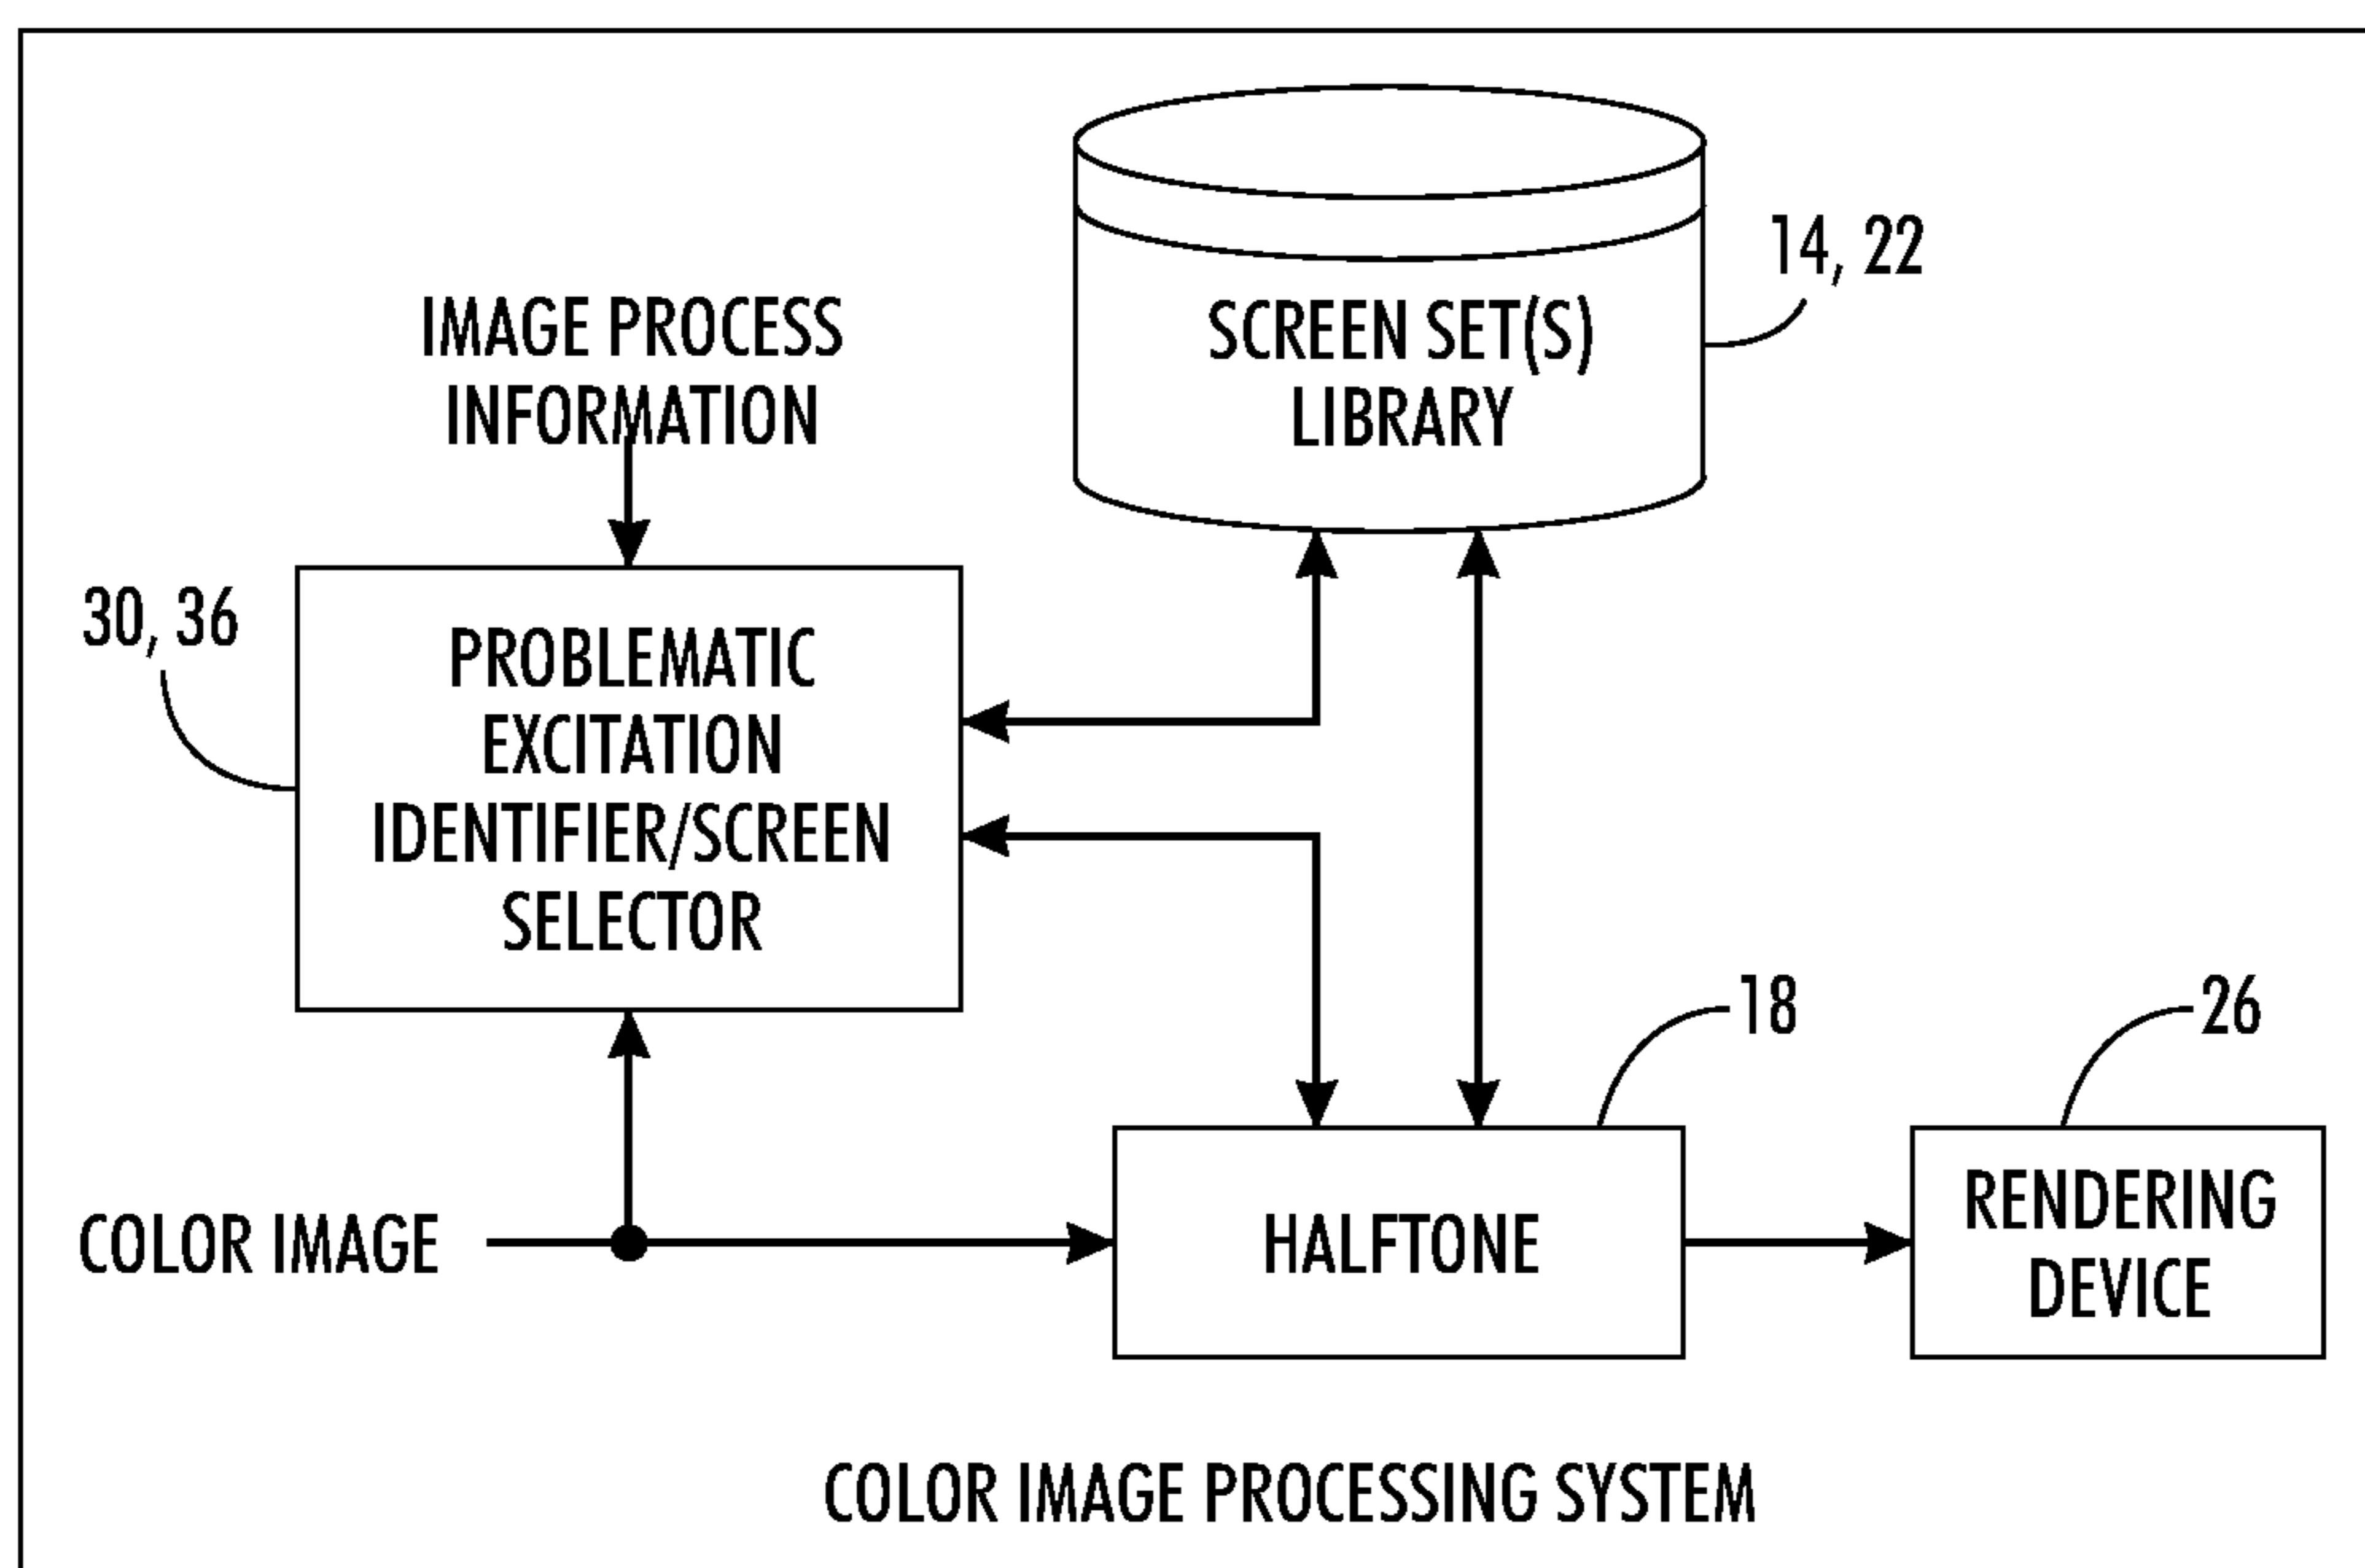 14, 22
IMAGE PROCESS
INFORMATION
SCREEN SET(S)
LIBRARY
30, 36
PROBLEMATIC
EXCITATION
IDENTIFIER/SCREEN
SELECTOR
18
26
COLOR IMAGE
HALFTONE
RENDERING
DEVICE
COLOR IMAGE PROCESSING SYSTEM